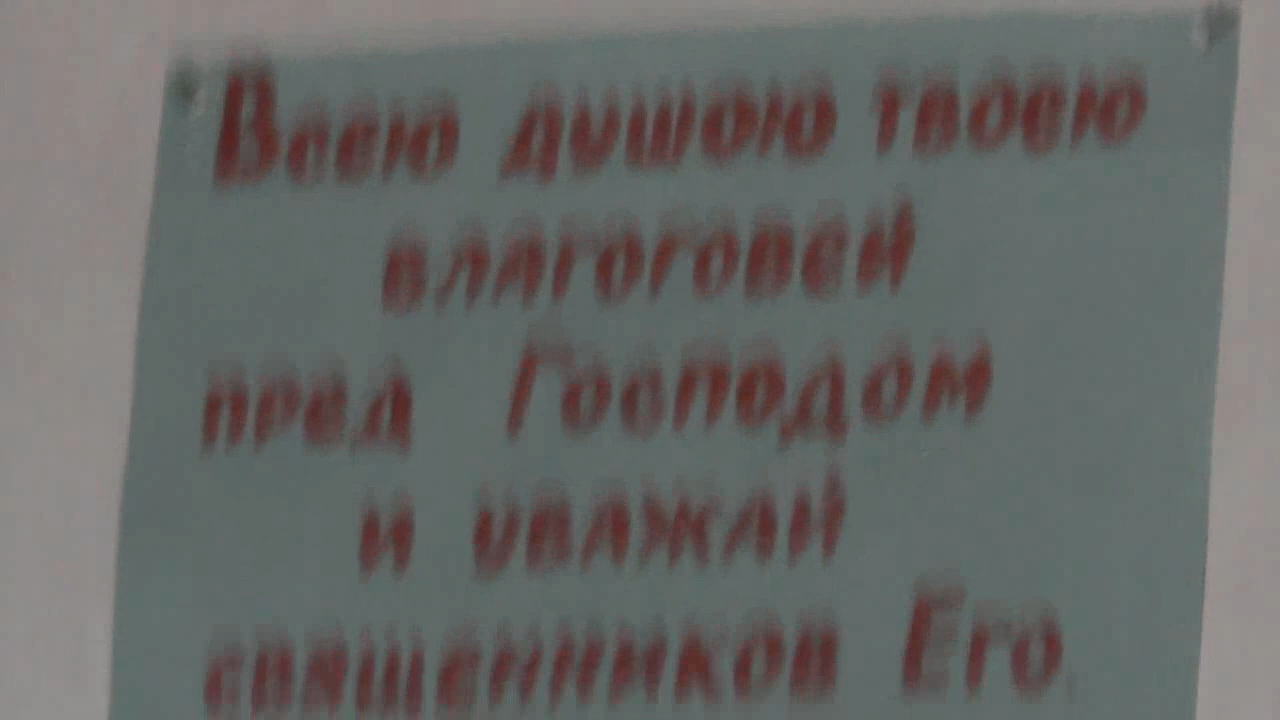 Всею душою твоею
благоговей
пред Господом
и уважай
священников Его.